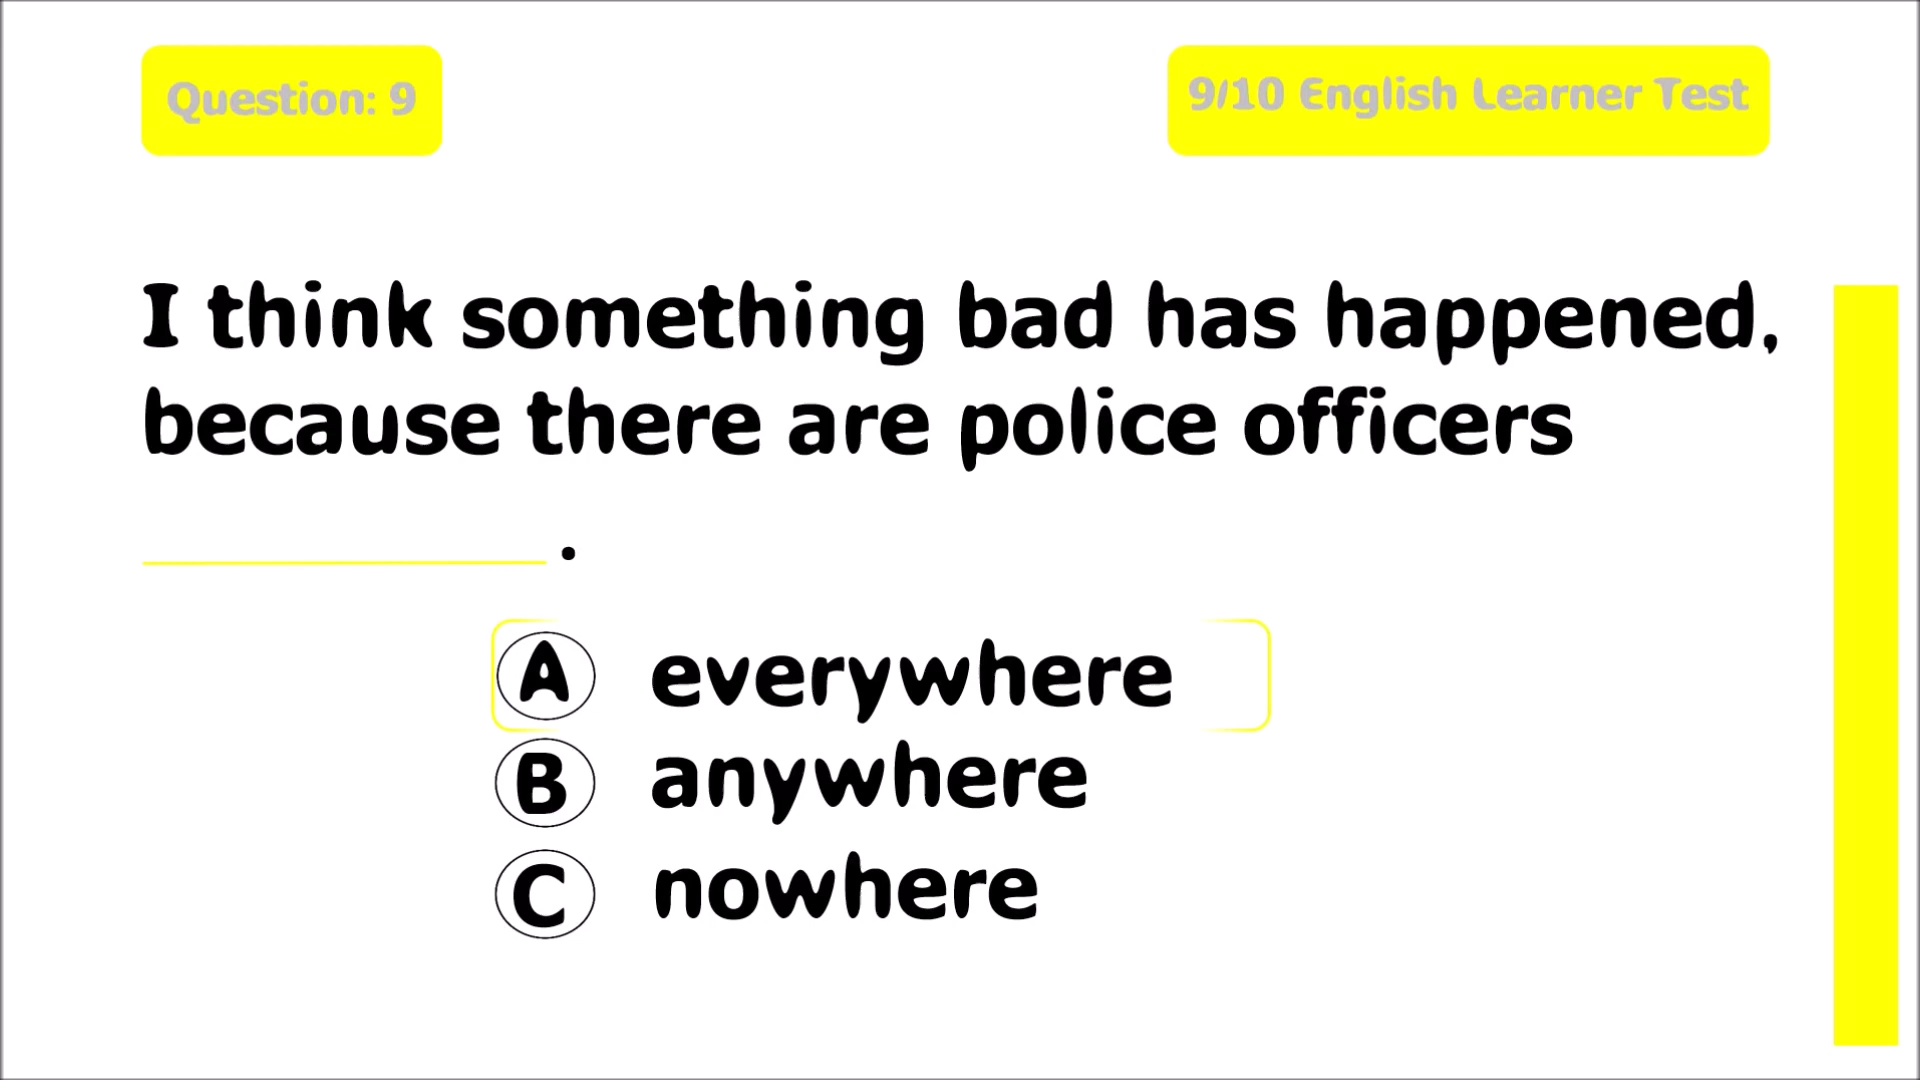 Question: 9
9/10 English Learner Test
I think something bad has happened,
because there are police officers
.
A everywhere
B anywhere
C nowhere